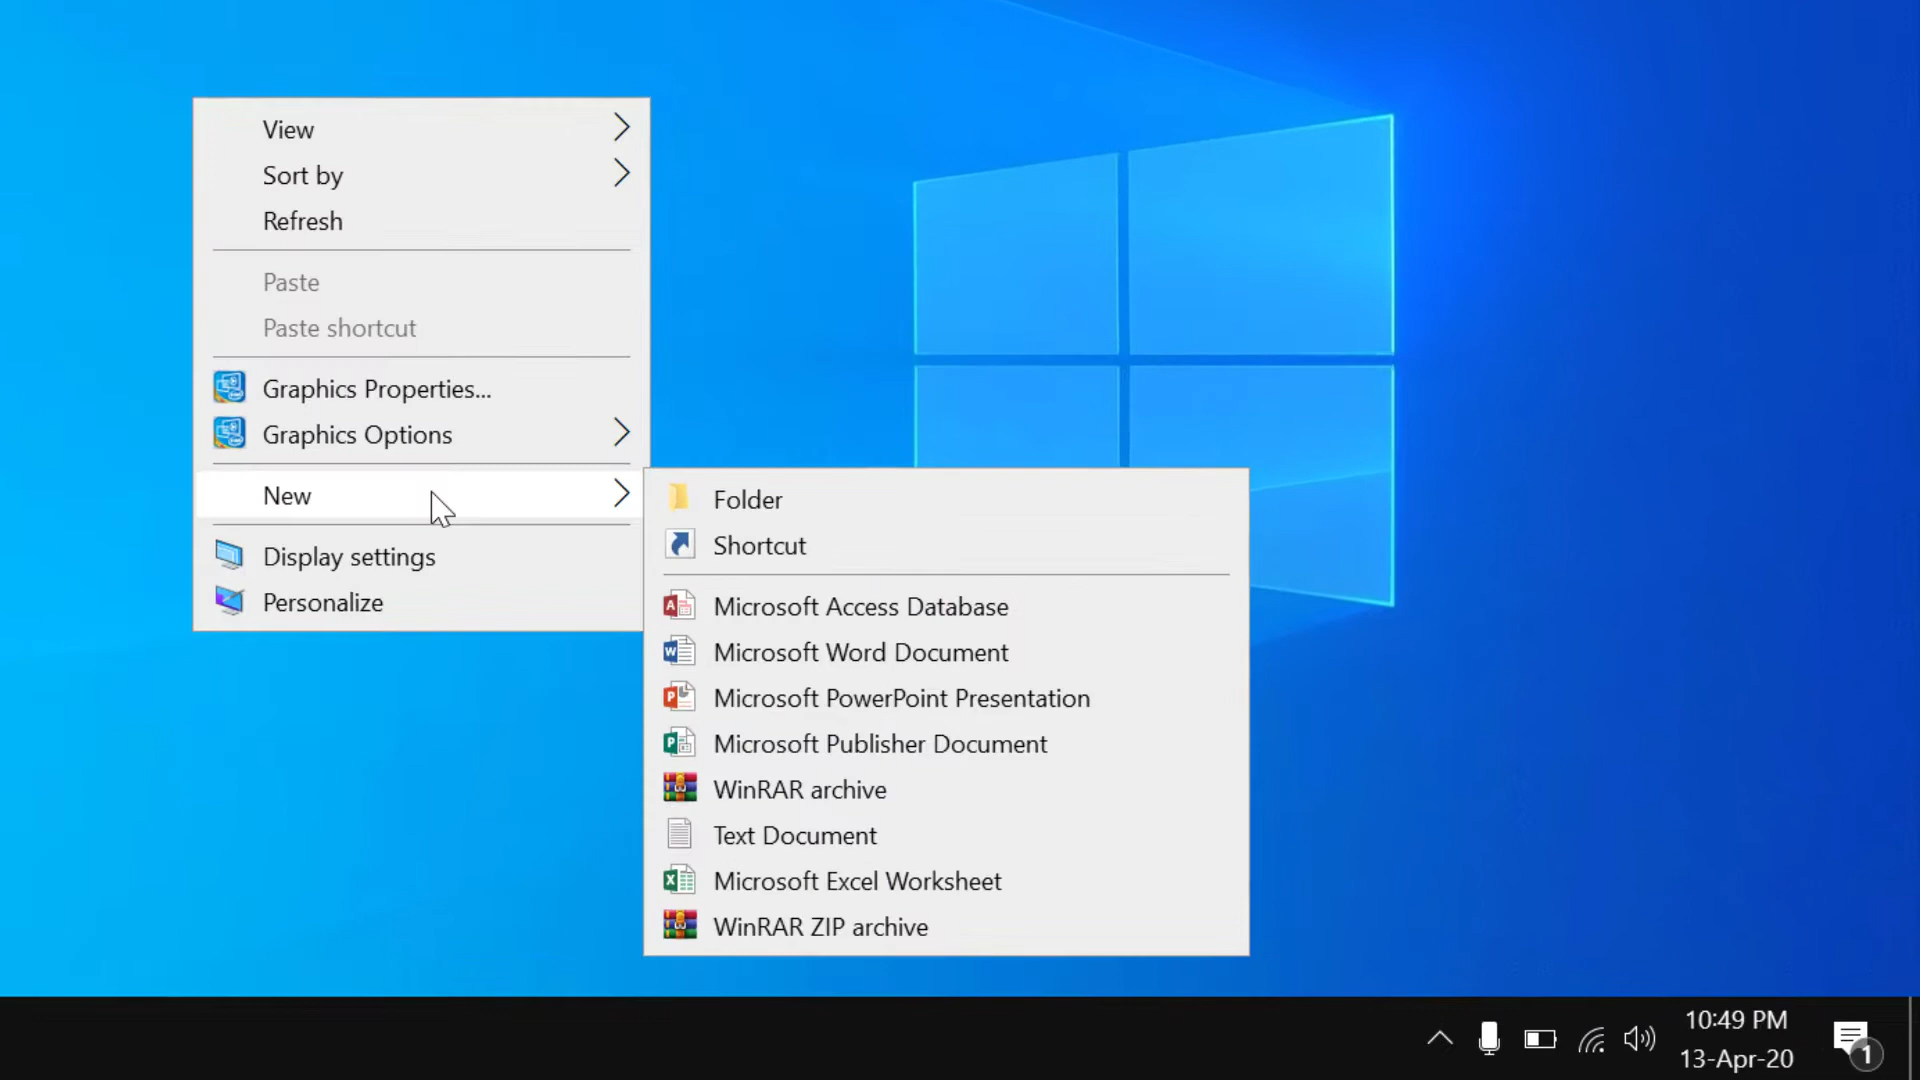 View
Sort by
Refresh
Paste
Paste shortcut
Graphics Properties...
Graphics Options
New
Display settings
Personalize
Folder
Shortcut
Microsoft Access Database
Microsoft Word Document
Microsoft PowerPoint Presentation
Microsoft Publisher Document
WinRAR archive
Text Document
Microsoft Excel Worksheet
WinRAR ZIP archive
10:49 PM
13-Apr-20
1